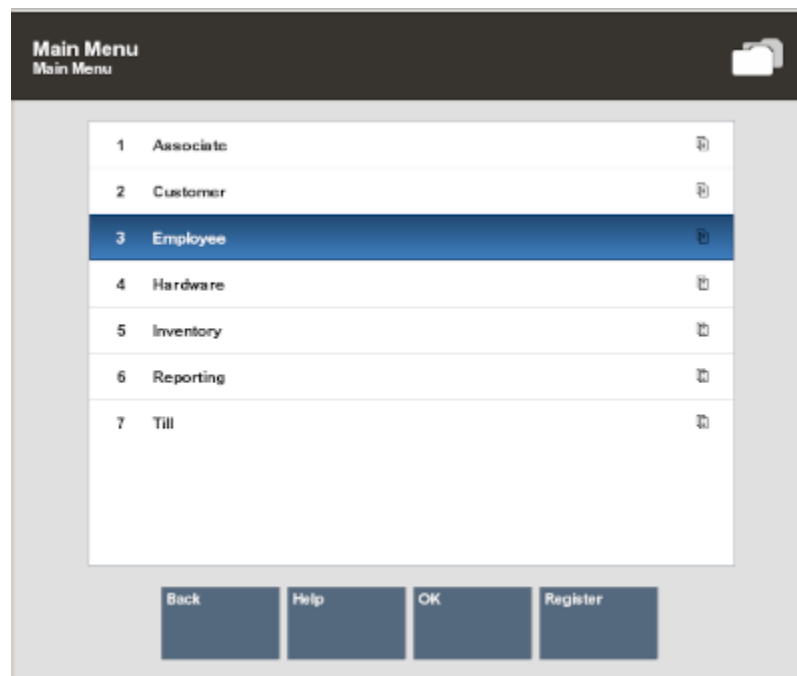 Main Menu
Main Menu
1 Associate
2 Customer
3 Employee
4 Hardware
5 Inventory
6 Reporting
7 Till
Back Help OK Register